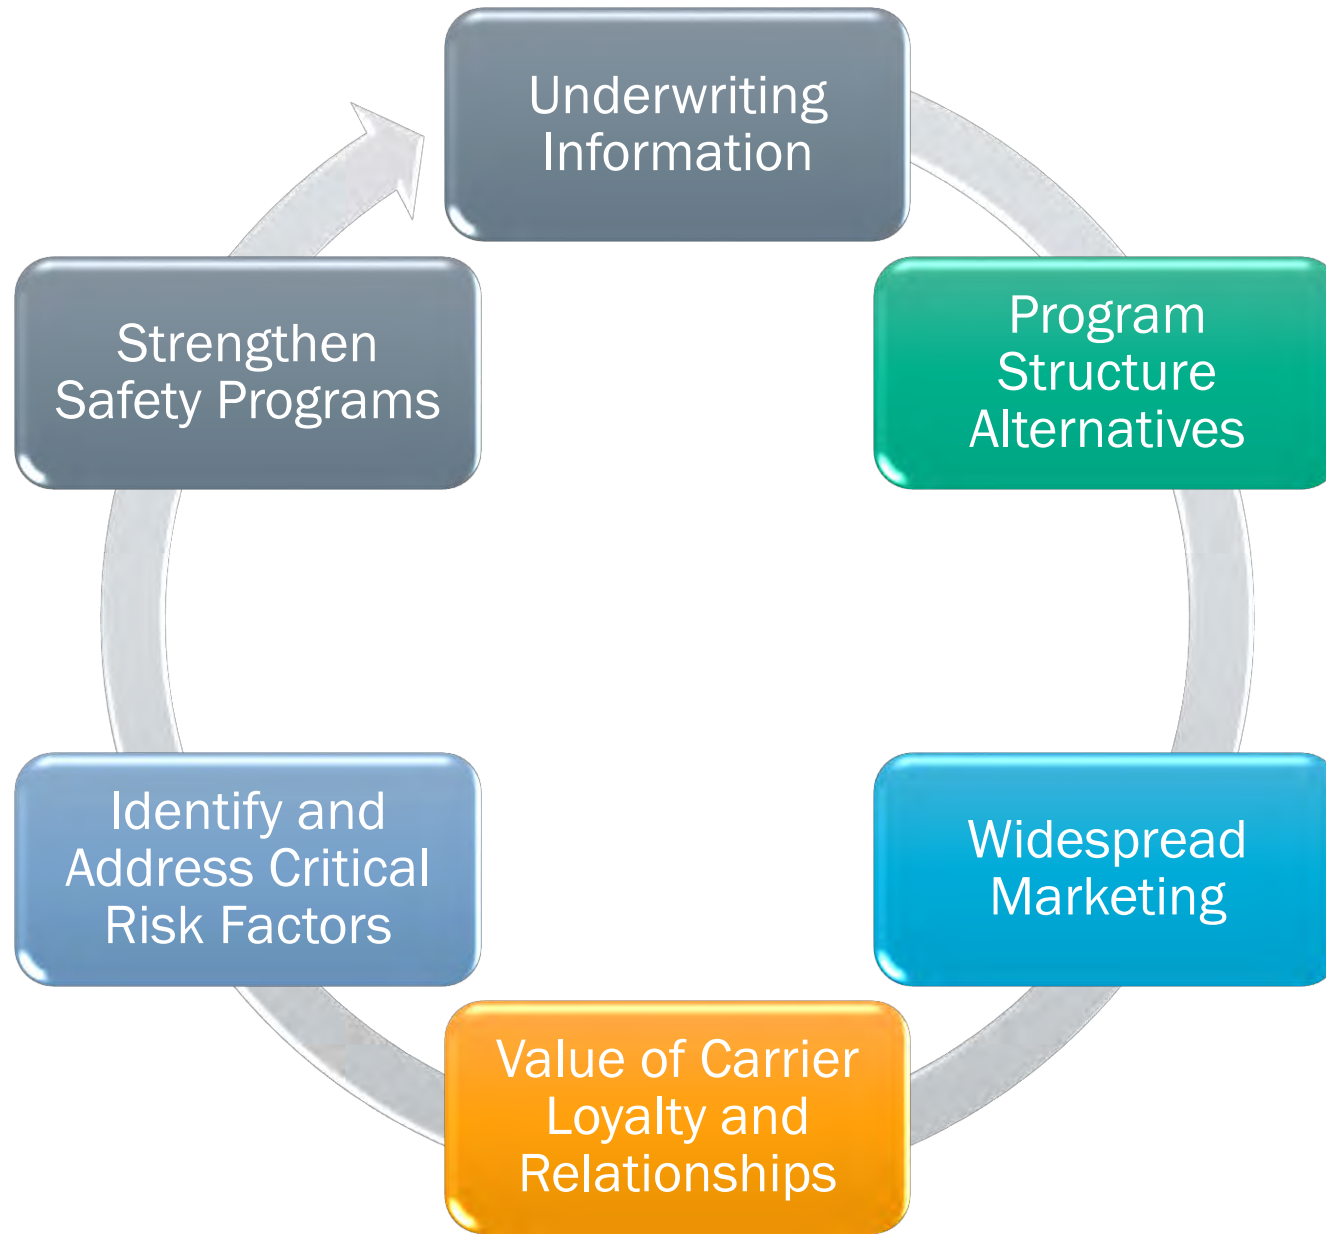 Underwriting
Information
Program
Structure
Alternatives
Widespread
Marketing
Value of Carrier
Loyalty and
Relationships
Identify and
Address Critical
Risk Factors
Strengthen
Safety Programs